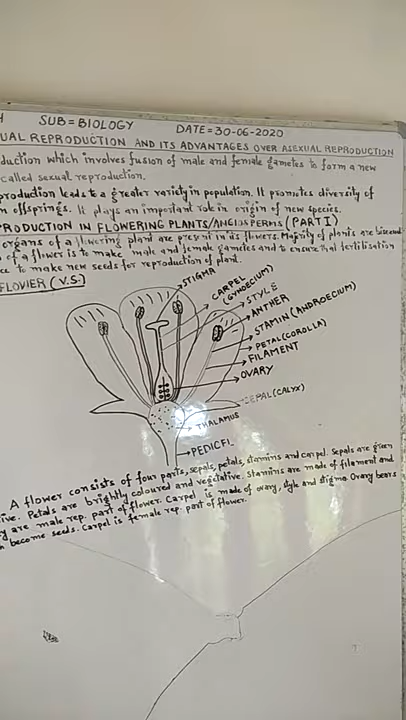 H SUB=BIOLOGY DATE=30-06-2020
UAL REPRODUCTION AND ITS ADVANTAGES OVER ASEXUAL REPRODUCTION
duction which involves fusion of male and female gametes to form a new
called sexual reproduction.
production leads to a greater variety in population. It promotes diversity of
n offsprings. It plays an important role in origin of new species.
PRODUCTION IN FLOWERING PLANTS/ANGIOSPERMS (PART I)
organs of a flowering plant are present in its flowers. Majority of plants are bisexual
of a flower is to make male and female gametes and to ensure that fertilisation
ce to make new seeds for reproduction of plant.
FLOWER (V.S.)
STIGMA
CARPEL
(GYNOECIUM)
STYLE
ANTHER
STAMIN (ANDROECIUM)
PETAL (COROLLA)
FILAMENT
OVARY
SEPAL (CALYX)
THALAMUS
PEDICEL
A flower consists of four parts, sepals, petals, stamins and carpel. Sepals are green
ive. Petals are brightly coloured and vegetative. Stamins are made of filament and
y are male rep. part of flower. Carpel is made of ovary, style and stigma. Ovary bears
h become seeds. Carpel is female rep. part of flower.